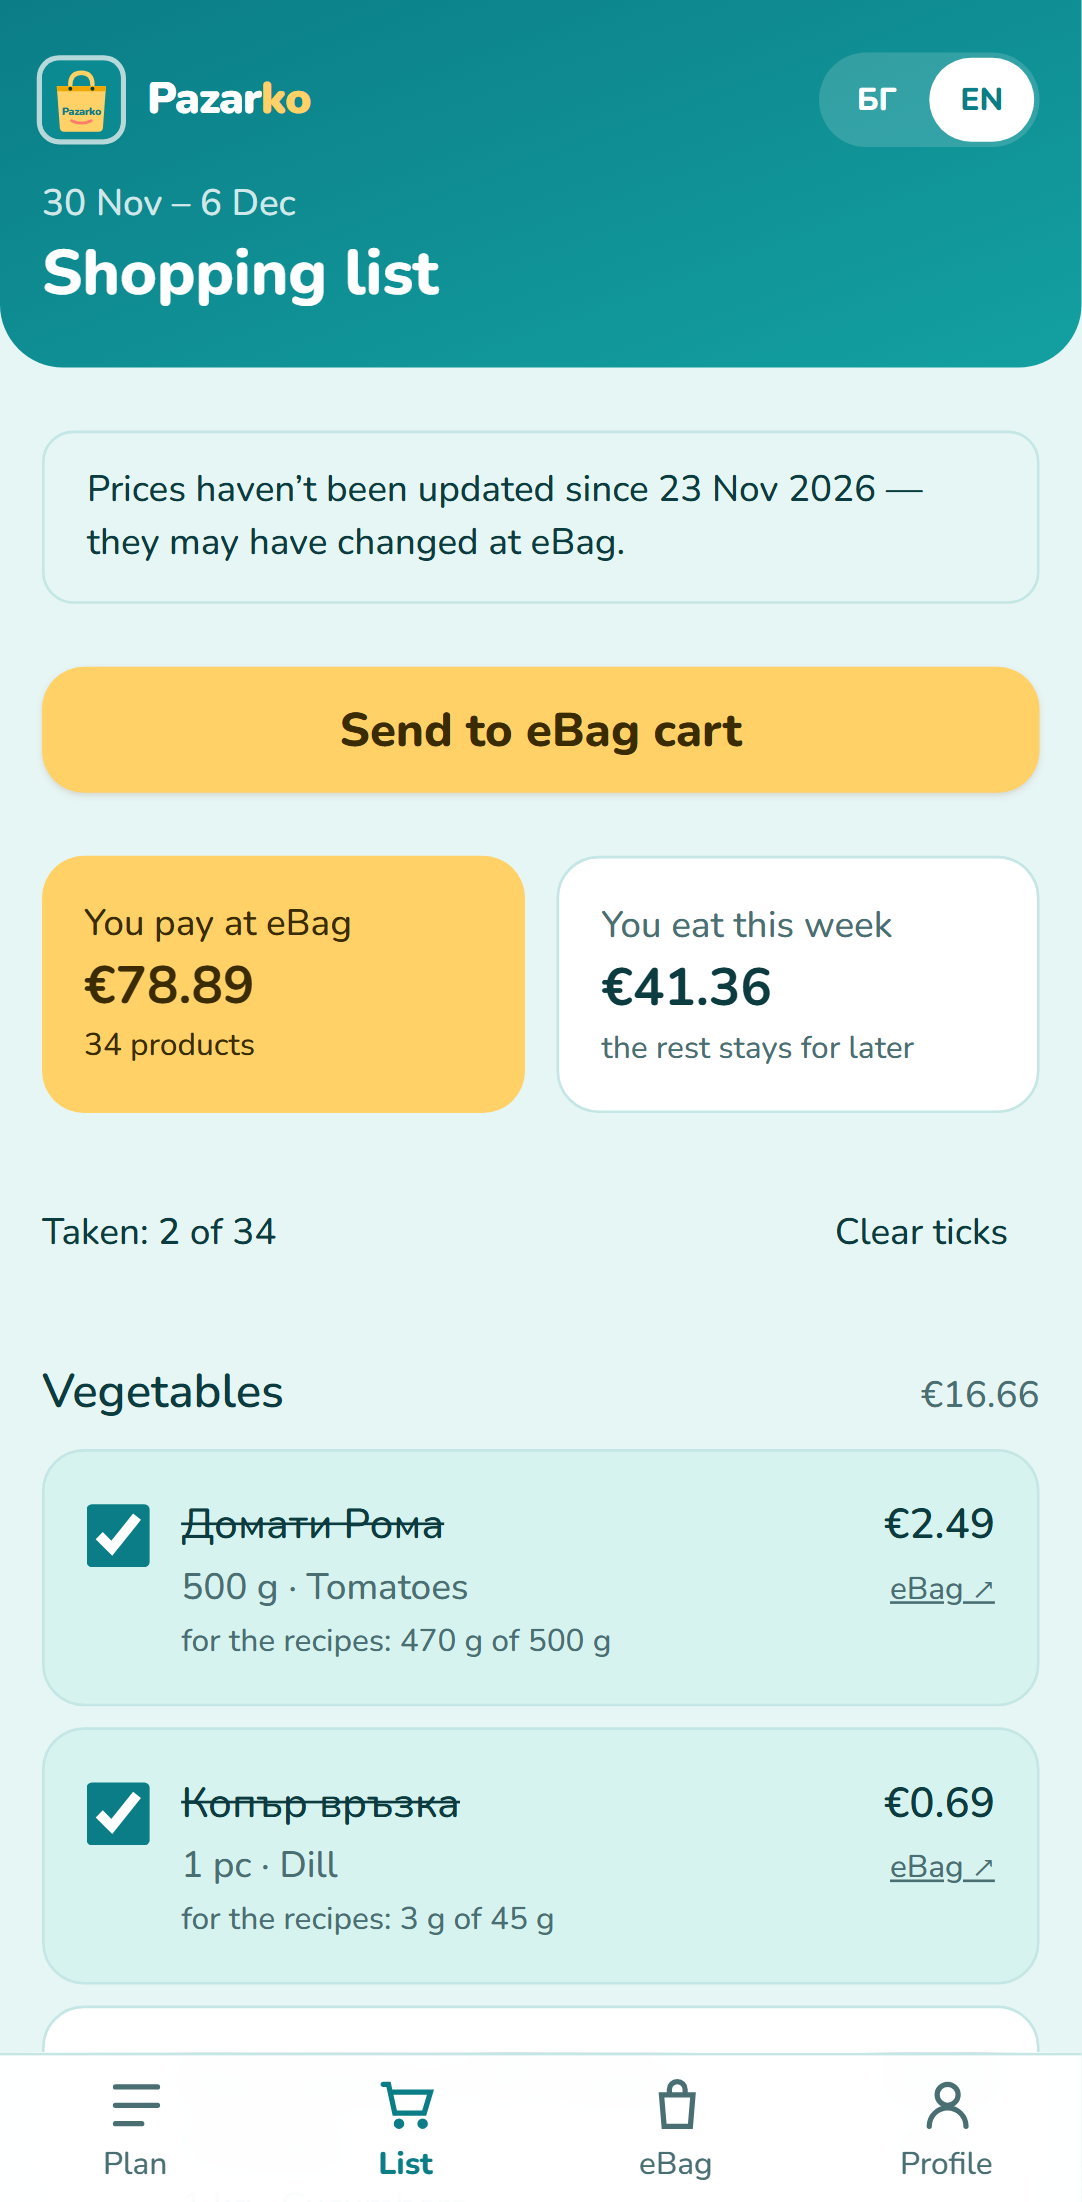 Pazarko
Pazarko
БГ
EN
30 Nov – 6 Dec
Shopping list
Prices haven’t been updated since 23 Nov 2026 —
they may have changed at eBag.
Send to eBag cart
You pay at eBag
€78.89
34 products
You eat this week
€41.36
the rest stays for later
Taken: 2 of 34
Clear ticks
Vegetables
€16.66
Домати Рома
€2.49
500 g · Tomatoes
eBag ↗
for the recipes: 470 g of 500 g
Копър връзка
€0.69
1 pc · Dill
eBag ↗
for the recipes: 3 g of 45 g
Plan
List
eBag
Profile